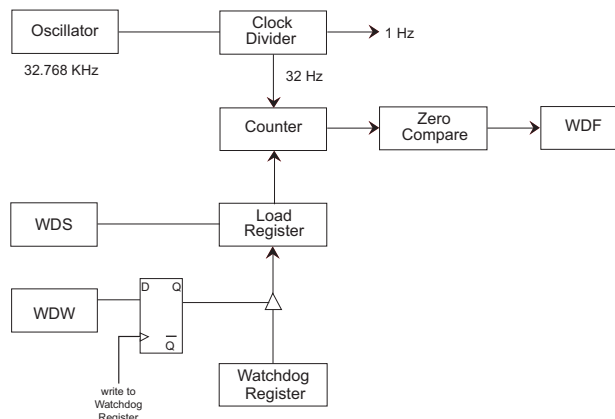 Oscillator
Clock
Divider
1 Hz
32.768 KHz
32 Hz
Counter
Zero
Compare
WDF
WDS
Load
Register
WDW
D Q
Q
Watchdog
Register
write to
Watchdog
Register